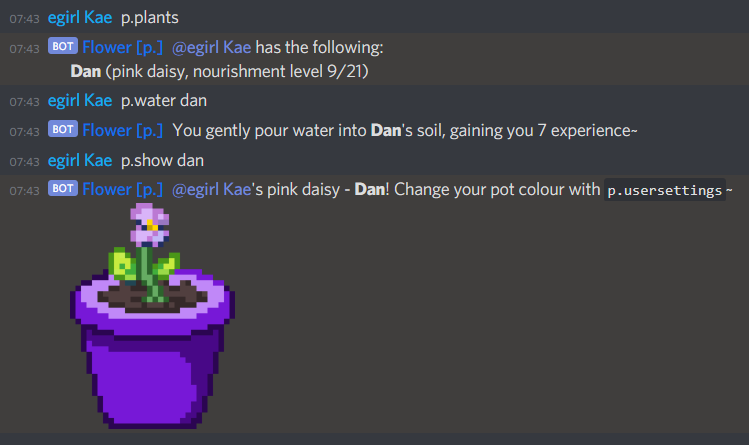 07:43 egirl Kae p.plants
07:43 BOT Flower [p.] @egirl Kae has the following:
Dan (pink daisy, nourishment level 9/21)
07:43 egirl Kae p.water dan
07:43 BOT Flower [p.] You gently pour water into Dan's soil, gaining you 7 experience~
07:43 egirl Kae p.show dan
07:43 BOT Flower [p.] @egirl Kae's pink daisy - Dan! Change your pot colour with p.usersettings~